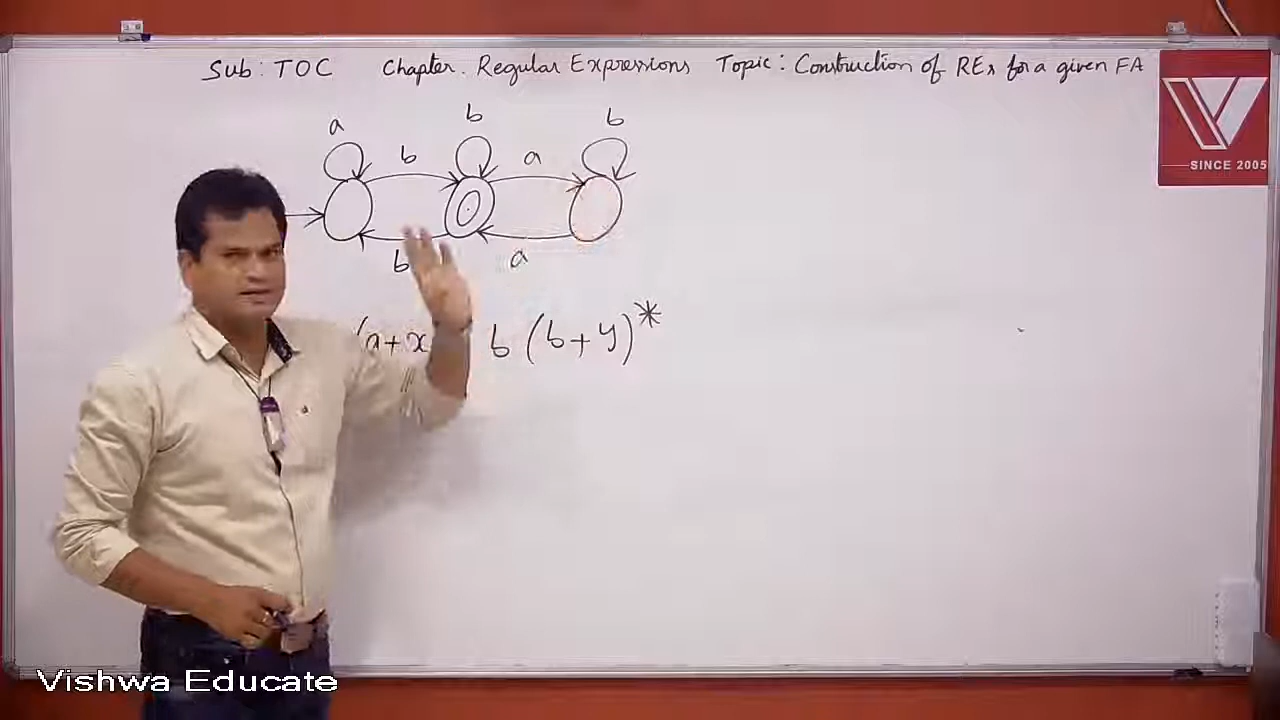 Sub: TOC Chapter. Regular Expressions Topic: Construction of REs for a given FA
SINCE 2005
a b b
b a
b a
(a+x b (b+y)*
Vishwa Educate